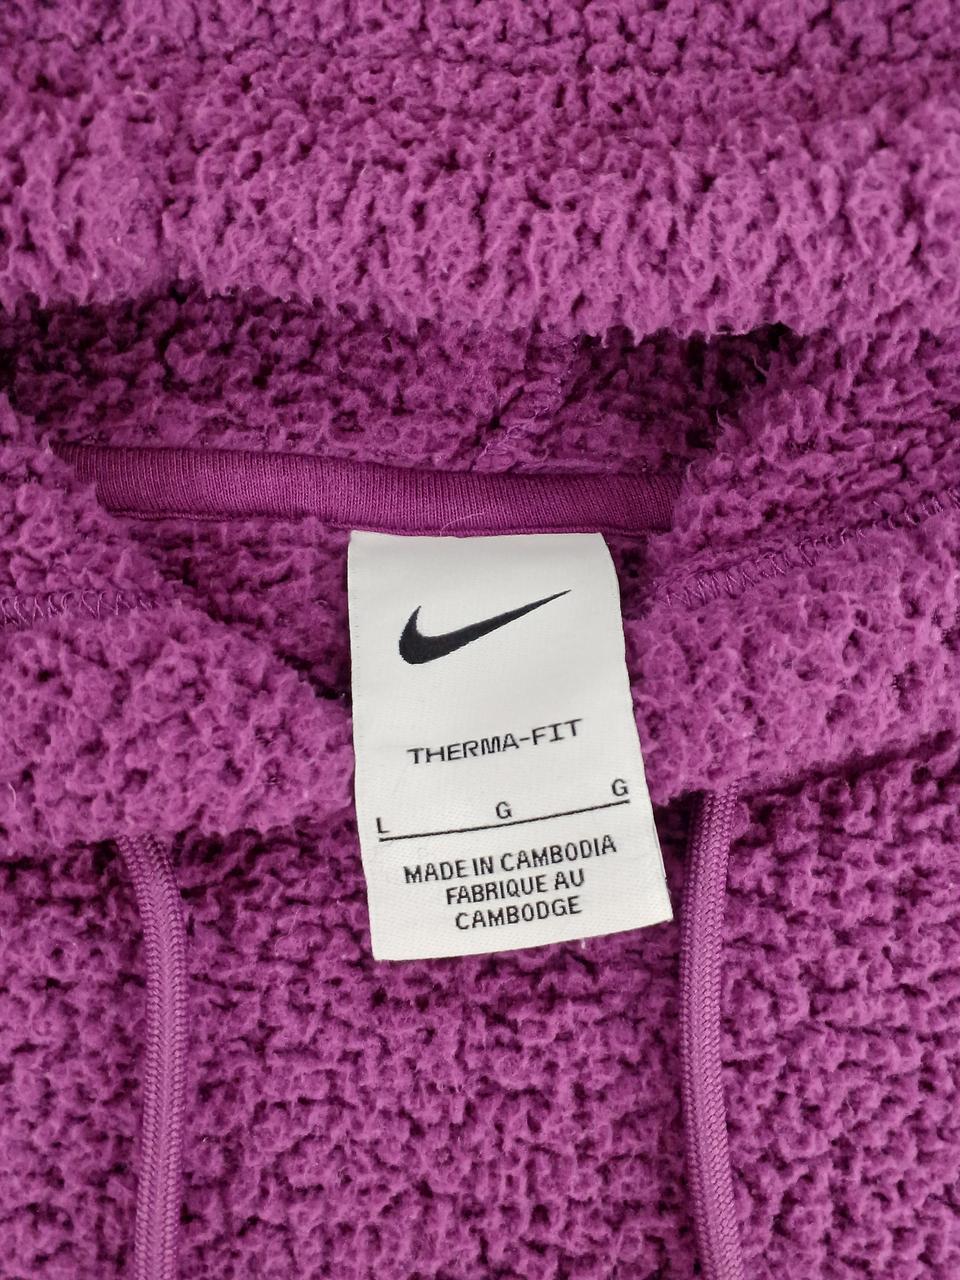 THERMA-FIT
L G G
MADE IN CAMBODIA
FABRIQUE AU
CAMBODGE